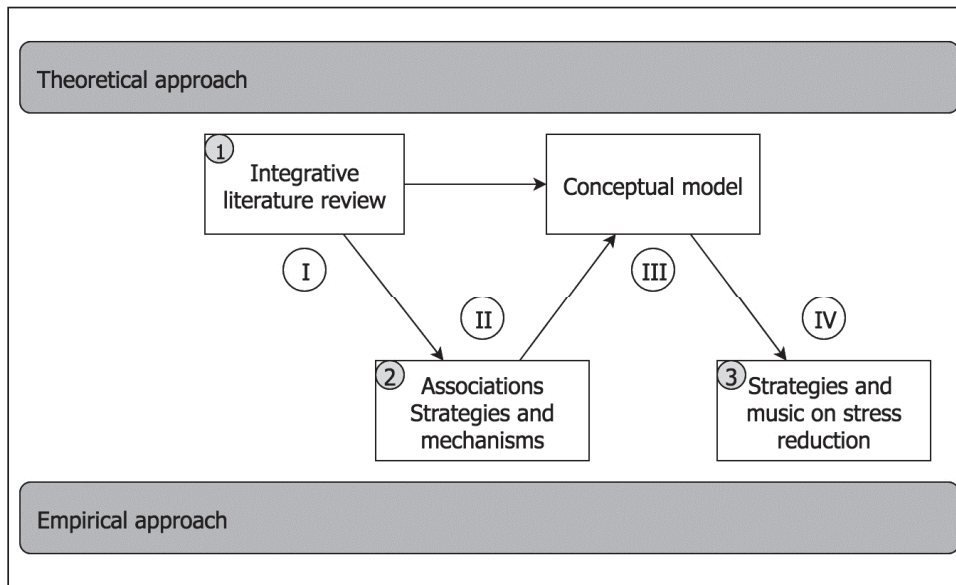 Theoretical approach
1
Integrative
literature review
Conceptual model
I
III
II
IV
2
Associations
Strategies and
mechanisms
3
Strategies and
music on stress
reduction
Empirical approach